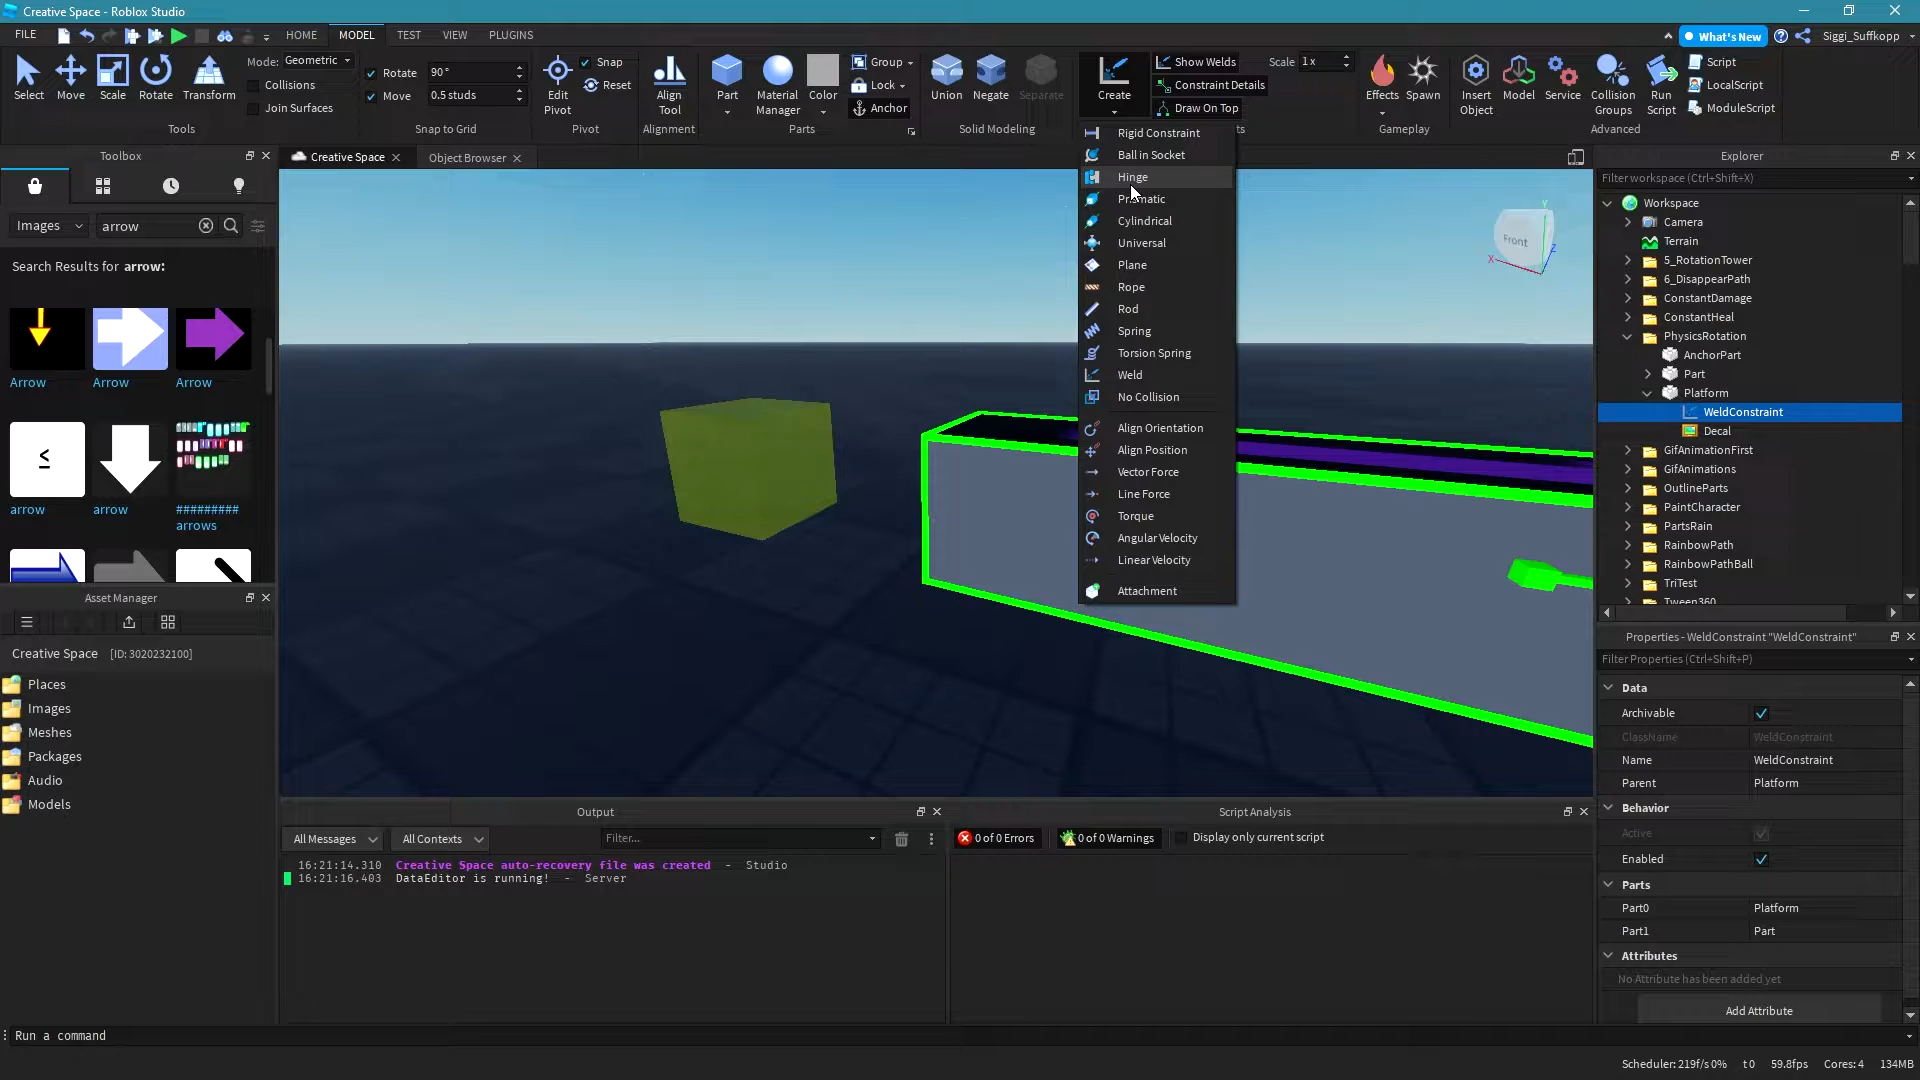 Creative Space - Roblox Studio
FILE
HOME
MODEL
TEST
VIEW
PLUGINS
What's New
Siggi_Suffkopp
Select
Move
Scale
Rotate
Transform
Mode: Geometric
Collisions
Join Surfaces
Tools
Rotate 90°
Move 0.5 studs
Snap to Grid
Edit Pivot
Snap
Reset
Pivot
Align Tool
Alignment
Part
Material Manager
Color
Group
Lock
Anchor
Parts
Union
Negate
Separate
Solid Modeling
Create
Show Welds
Constraint Details
Draw On Top
Scale 1x
Effects
Spawn
Gameplay
Insert Object
Model
Service
Collision Groups
Run Script
Script
LocalScript
ModuleScript
Advanced
Toolbox
Images
arrow
Search Results for arrow:
Arrow
Arrow
Arrow
≤
arrow
arrow
#########
arrows
Asset Manager
Creative Space [ID: 3020232100]
Places
Images
Meshes
Packages
Audio
Models
Creative Space
Object Browser
Front
X
Y
Z
Rigid Constraint
Ball in Socket
Hinge
Prismatic
Cylindrical
Universal
Plane
Rope
Rod
Spring
Torsion Spring
Weld
No Collision
Align Orientation
Align Position
Vector Force
Line Force
Torque
Angular Velocity
Linear Velocity
Attachment
Output
All Messages
All Contexts
Filter...
16:21:14.310 Creative Space auto-recovery file was created - Studio
16:21:16.403 DataEditor is running! - Server
Script Analysis
0 of 0 Errors
0 of 0 Warnings
Display only current script
Explorer
Filter workspace (Ctrl+Shift+X)
Workspace
Camera
Terrain
5_RotationTower
6_DisappearPath
ConstantDamage
ConstantHeal
PhysicsRotation
AnchorPart
Part
Platform
WeldConstraint
Decal
GifAnimationFirst
GifAnimations
OutlineParts
PaintCharacter
PartsRain
RainbowPath
RainbowPathBall
TriTest
Tween360
Properties - WeldConstraint "WeldConstraint"
Filter Properties (Ctrl+Shift+P)
Data
Archivable
ClassName WeldConstraint
Name WeldConstraint
Parent Platform
Behavior
Active
Enabled
Parts
Part0 Platform
Part1 Part
Attributes
No Attribute has been added yet
Add Attribute
Run a command
Scheduler: 219f/s 0% t 0 59.8fps Cores: 4 134MB